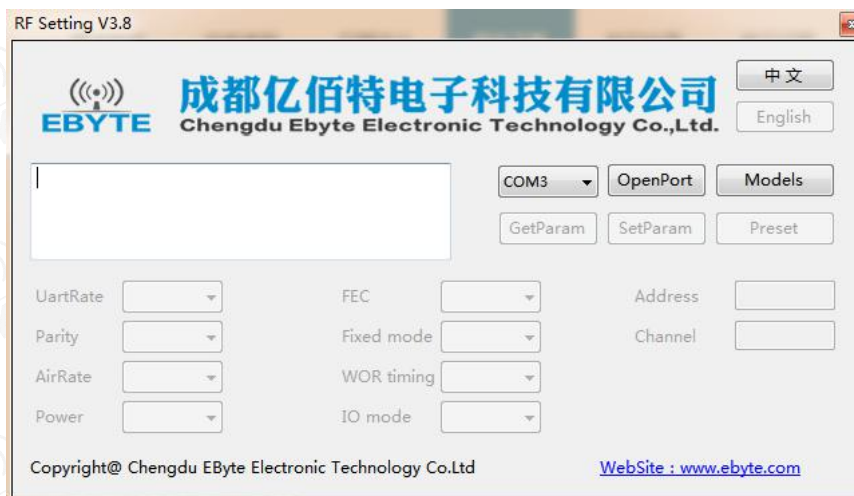 RF Setting V3.8
EBYTE
成都亿佰特电子科技有限公司
Chengdu Ebyte Electronic Technology Co.,Ltd.
中文
English
COM3
OpenPort
Models
GetParam
SetParam
Preset
UartRate
FEC
Address
Parity
Fixed mode
Channel
AirRate
WOR timing
Power
IO mode
Copyright@ Chengdu EByte Electronic Technology Co.Ltd
WebSite : www.ebyte.com